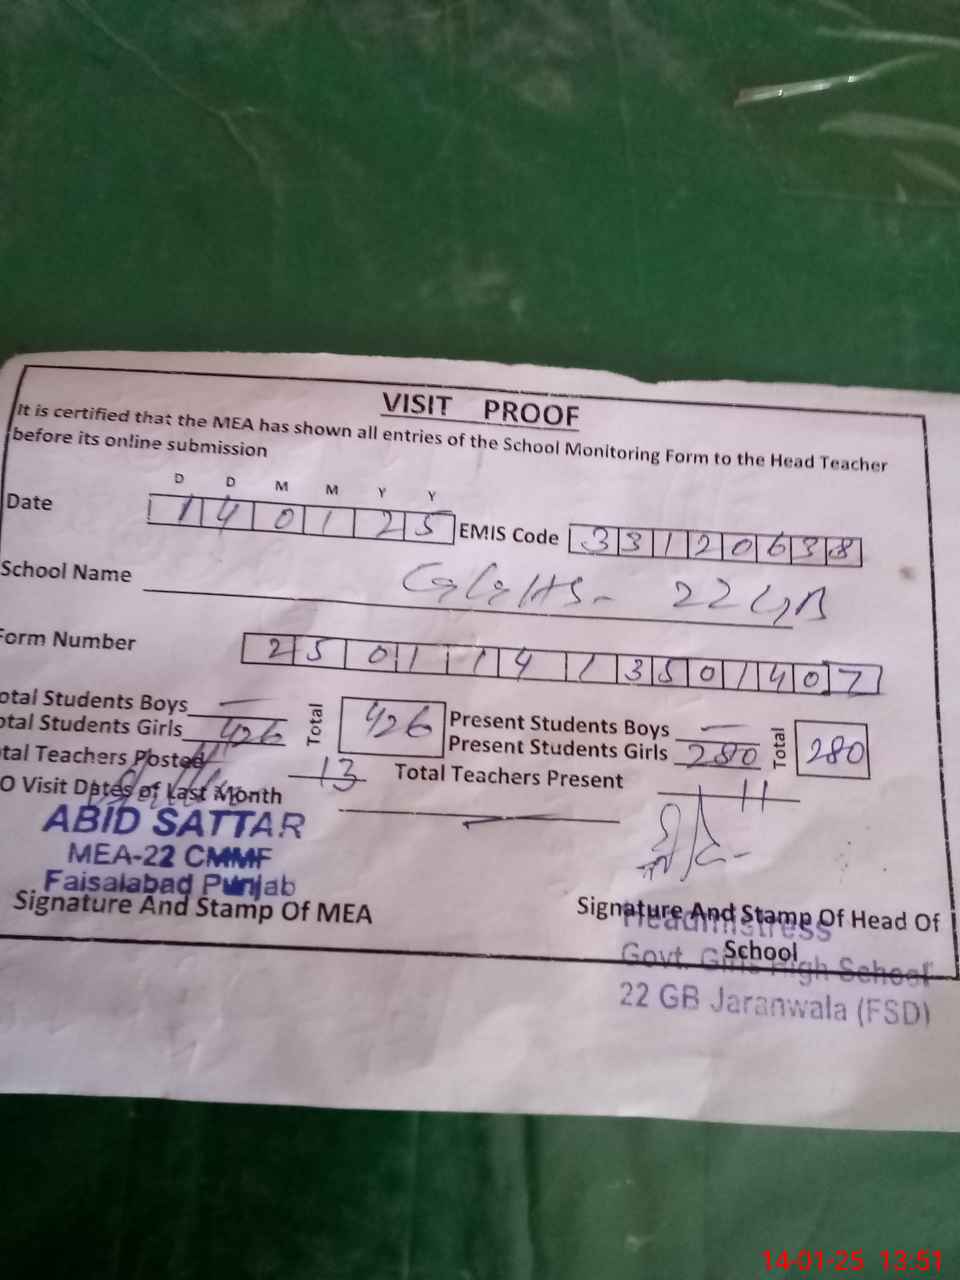 VISIT PROOF
It is certified that the MEA has shown all entries of the School Monitoring Form to the Head Teacher
before its online submission
D D M M Y Y
Date 1 4 0 1 2 5 EMIS Code 3 3 1 2 0 6 3 8
School Name GGHS- 22 GB
Form Number 2 5 0 1 1 4 1 3 5 0 1 4 0 7
otal Students Boys — Total 426 Present Students Boys — Total 280
otal Students Girls 426 Present Students Girls 280
tal Teachers Posted 13 Total Teachers Present 11
O Visit Dates of Last Month
ABID SATTAR
MEA-22 CMMF
Faisalabad Punjab
Signature And Stamp Of MEA
Signature And Stamp Of Head Of
School
Headmistress
Govt. Girls High School
22 GB Jaranwala (FSD)
14-01-25 13:51